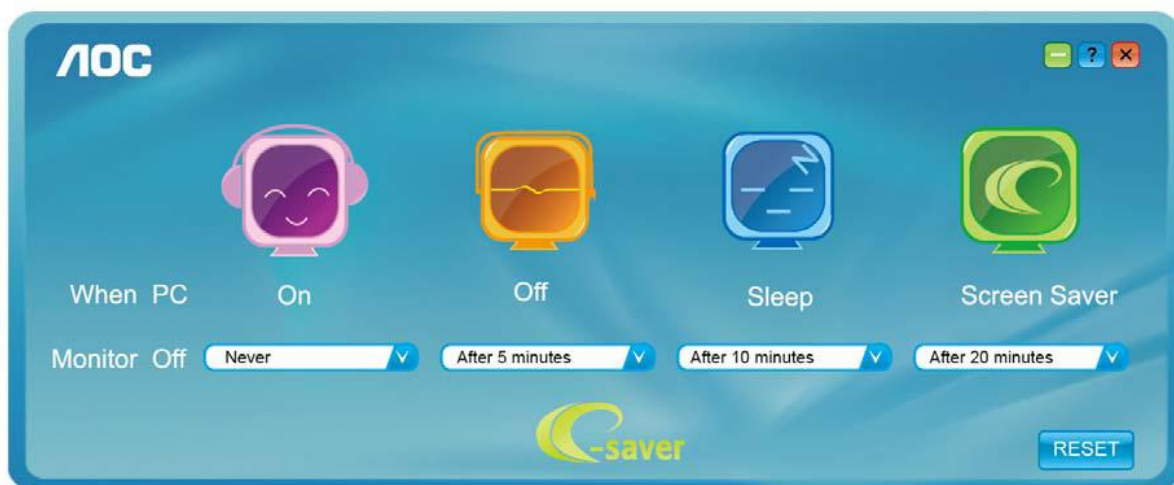 AOC
?
When PC On Off Sleep Screen Saver
Monitor Off Never After 5 minutes After 10 minutes After 20 minutes
e-saver
RESET